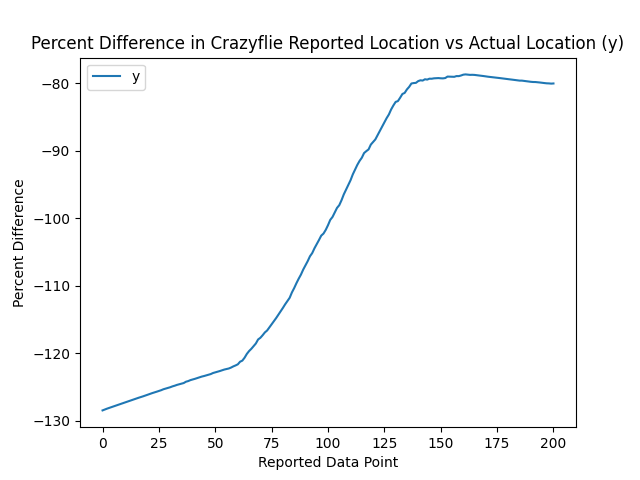 Percent Difference in Crazyflie Reported Location vs Actual Location (y)
y
−80
−90
−100
−110
−120
−130
Percent Difference
0 25 50 75 100 125 150 175 200
Reported Data Point